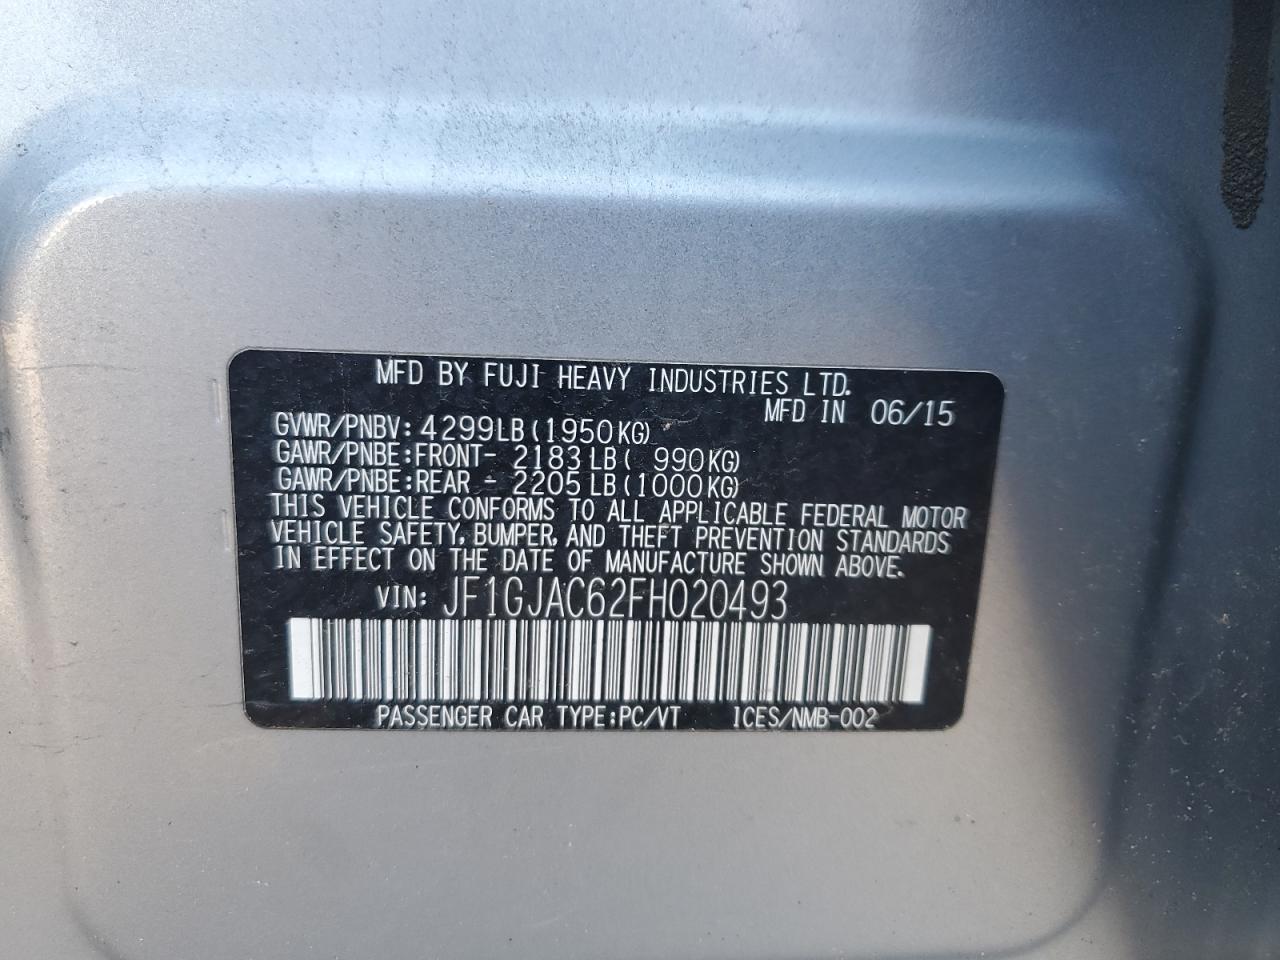 MFD BY FUJI HEAVY INDUSTRIES LTD.
MFD IN 06/15
GVWR/PNBV: 4299LB(1950KG)
GAWR/PNBE:FRONT- 2183LB( 990KG)
GAWR/PNBE:REAR - 2205LB(1000KG)
THIS VEHICLE CONFORMS TO ALL APPLICABLE FEDERAL MOTOR
VEHICLE SAFETY, BUMPER, AND THEFT PREVENTION STANDARDS
IN EFFECT ON THE DATE OF MANUFACTURE SHOWN ABOVE.
VIN: JF1GJAC62FH020493
PASSENGER CAR TYPE:PC/VT ICES/NMB-002